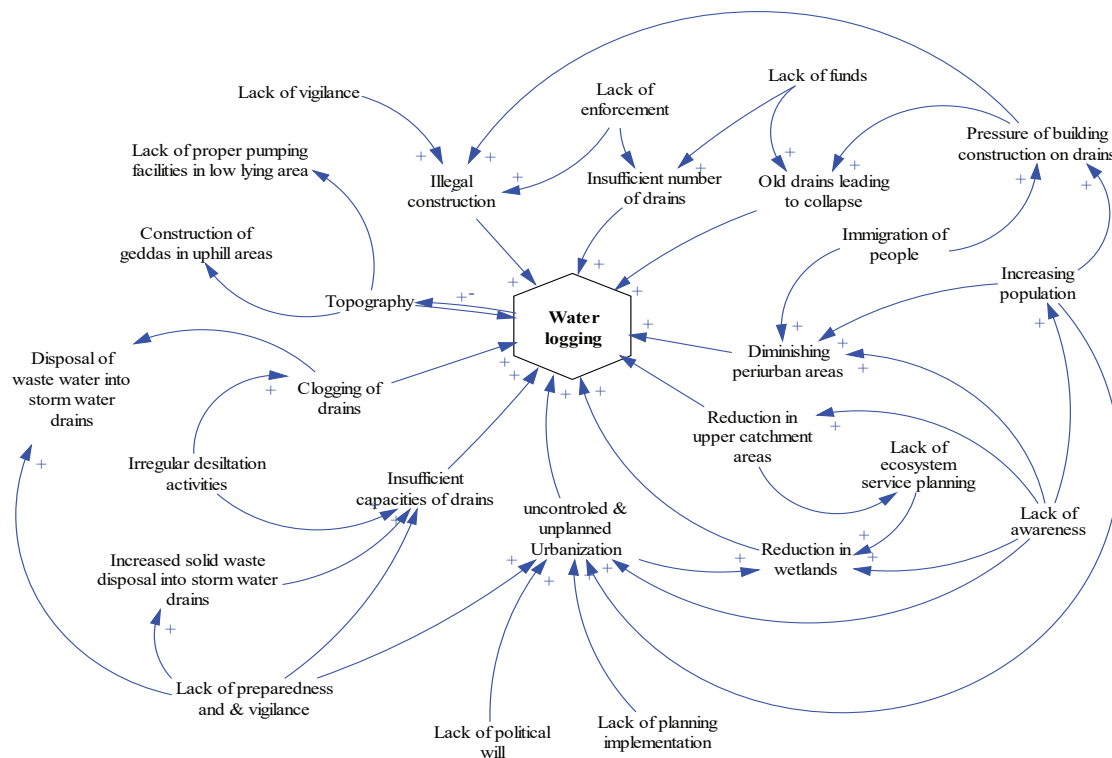 Lack of vigilance
Lack of
enforcement
Lack of funds
Lack of proper pumping
facilities in low lying area
Illegal
construction
Insufficient number
of drains
Old drains leading
to collapse
Pressure of building
construction on drains
Construction of
geddas in uphill areas
Immigration of
people
Topography
Water
logging
Increasing
population
Disposal of
waste water into
storm water
drains
Clogging of
drains
Diminishing
periurban areas
Reduction in
upper catchment
areas
Lack of
ecosystem
service planning
Irregular desiltation
activities
Insufficient
capacities of drains
uncontroled &
unplanned
Urbanization
Reduction in
wetlands
Lack of
awareness
Increased solid waste
disposal into storm water
drains
Lack of preparedness
and & vigilance
Lack of political
will
Lack of planning
implementation